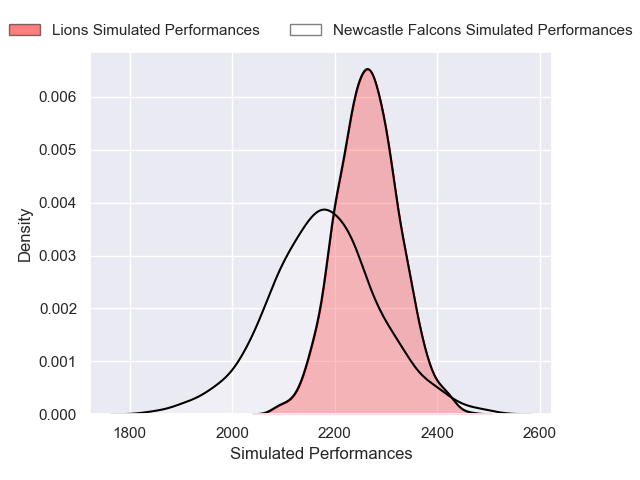 Lions Simulated Performances Newcastle Falcons Simulated Performances
0.006
0.005
0.004
0.003
0.002
0.001
0.000
Density
1800 2000 2200 2400 2600
Simulated Performances